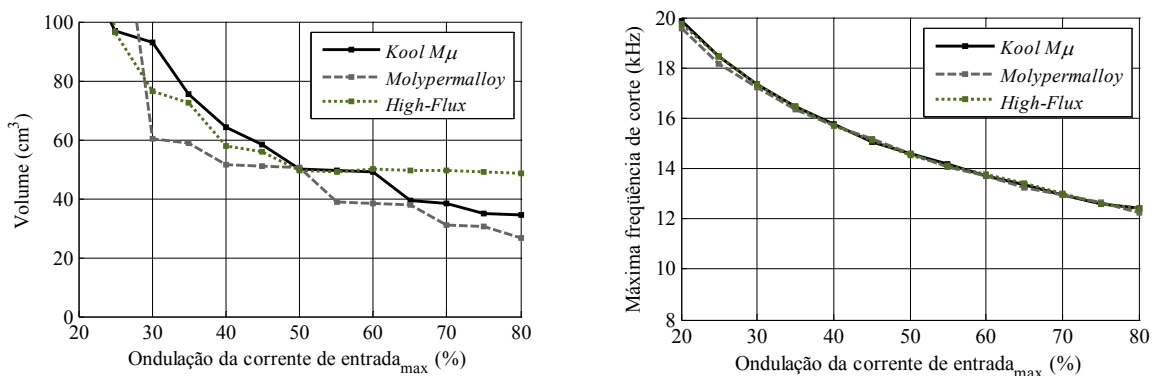 100
80
60
40
20
0
Volume (cm³)
Kool Mμ
Molypermalloy
High-Flux
20 30 40 50 60 70 80
Ondulação da corrente de entradamax (%)
20
18
16
14
12
10
8
Máxima freqüência de corte (kHz)
Kool Mμ
Molypermalloy
High-Flux
20 30 40 50 60 70 80
Ondulação da corrente de entradamax (%)